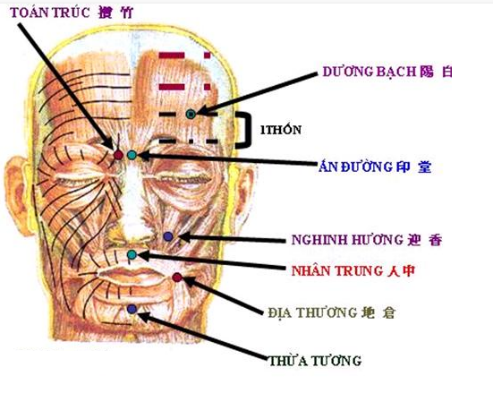 TOẢN TRÚC 攢 竹
DƯƠNG BẠCH 陽 白
1THỐN
ẤN ĐƯỜNG 印 堂
NGHINH HƯƠNG 迎 香
NHÂN TRUNG 人中
ĐỊA THƯƠNG 地 倉
THỪA TƯƠNG